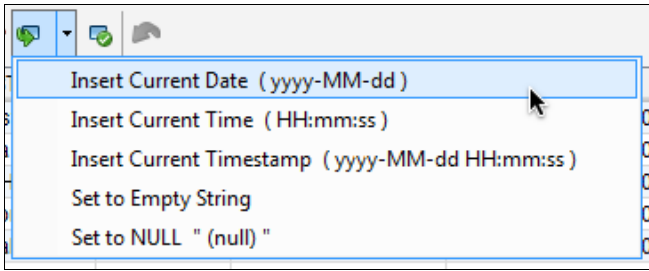 Insert Current Date ( yyyy-MM-dd )
Insert Current Time ( HH:mm:ss )
Insert Current Timestamp ( yyyy-MM-dd HH:mm:ss )
Set to Empty String
Set to NULL " (null) "